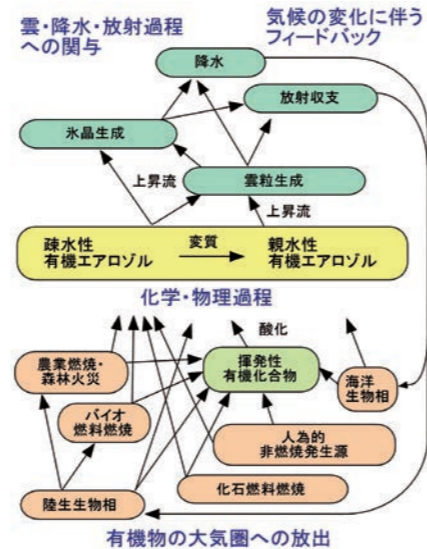 雲・降水・放射過程
への関与
気候の変化に伴う
フィードバック
降水
放射収支
氷晶生成
上昇流
雲粒生成
上昇流
疎水性
有機エアロゾル
変質
親水性
有機エアロゾル
化学・物理過程
酸化
農業燃焼・
森林火災
揮発性
有機化合物
海洋
生物相
バイオ
燃料燃焼
人為的
非燃焼発生源
陸生生物相
化石燃料燃焼
有機物の大気圏への放出